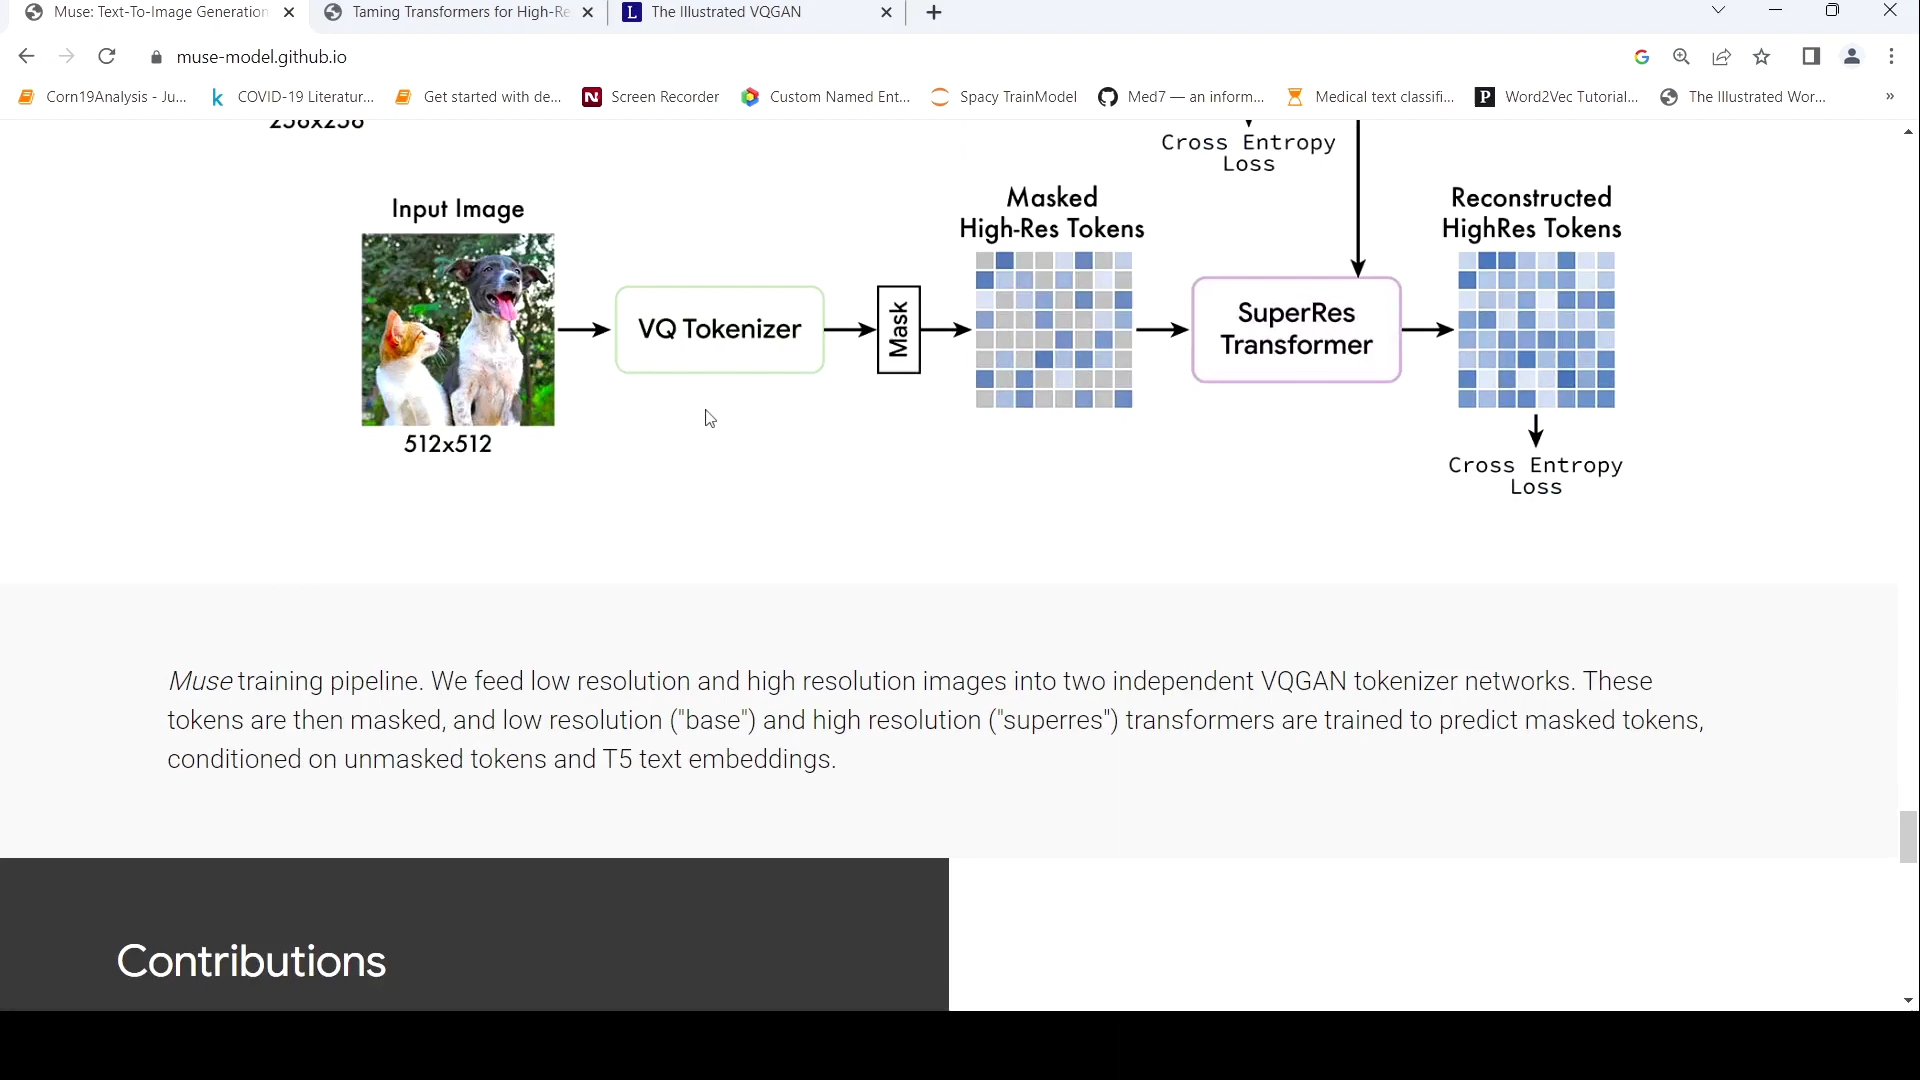 Muse: Text-To-Image Generation
Taming Transformers for High-Re
L The Illustrated VQGAN
muse-model.github.io
Corn19Analysis - Ju...
k COVID-19 Literatur...
Get started with de...
N Screen Recorder
Custom Named Ent...
Spacy TrainModel
Med7 — an inform...
Medical text classifi...
P Word2Vec Tutorial...
The Illustrated Wor...
»
256x256
Cross Entropy
Loss
Input Image
Masked
High-Res Tokens
Reconstructed
HighRes Tokens
VQ Tokenizer
Mask
SuperRes
Transformer
512x512
Cross Entropy
Loss
Muse training pipeline. We feed low resolution and high resolution images into two independent VQGAN tokenizer networks. These
tokens are then masked, and low resolution ("base") and high resolution ("superres") transformers are trained to predict masked tokens,
conditioned on unmasked tokens and T5 text embeddings.
Contributions